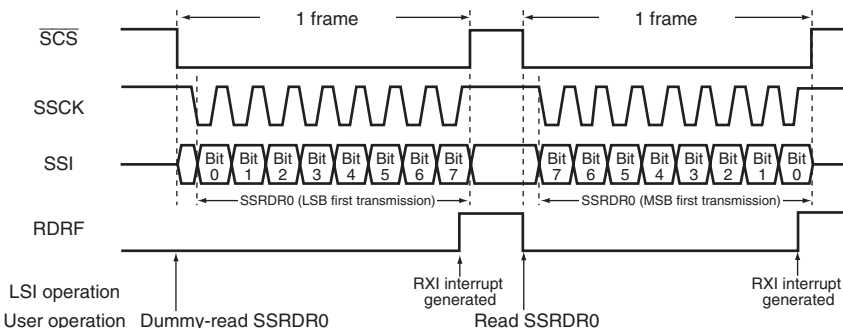 1 frame 1 frame
SCS
SSCK
SSI Bit 0 Bit 1 Bit 2 Bit 3 Bit 4 Bit 5 Bit 6 Bit 7 Bit 7 Bit 6 Bit 5 Bit 4 Bit 3 Bit 2 Bit 1 Bit 0
SSRDR0 (LSB first transmission) SSRDR0 (MSB first transmission)
RDRF
LSI operation RXI interrupt generated RXI interrupt generated
User operation Dummy-read SSRDR0 Read SSRDR0